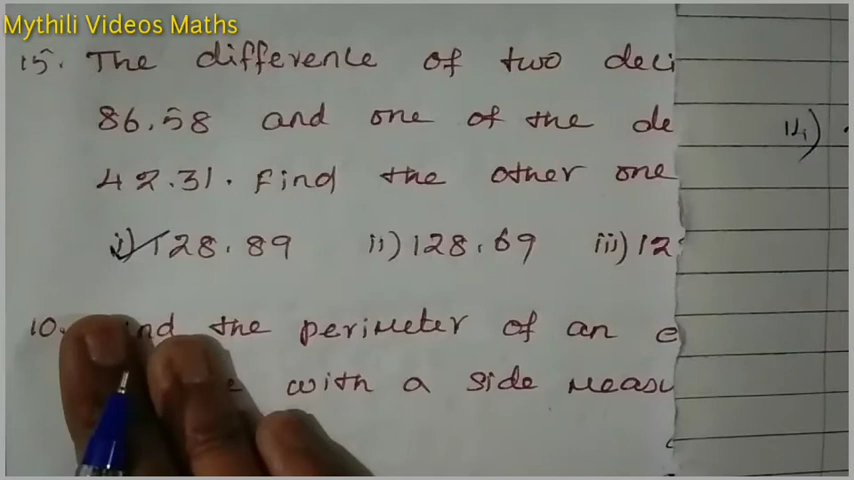 Mythili Videos Maths
15. The difference of two deci
86.58 and one of the de
42.31. Find the other one
i) 128.89 ii) 128.69 iii) 12
10. ind the perimeter of an e
e with a side measu